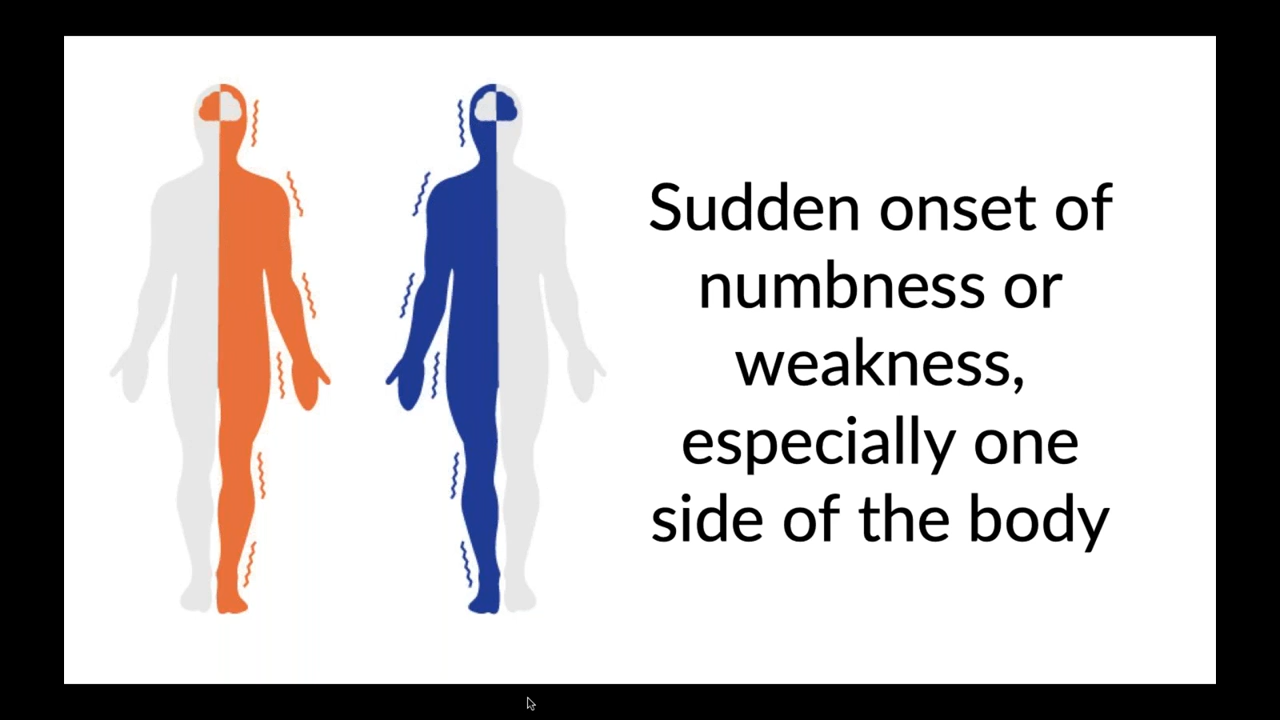 Sudden onset of
numbness or
weakness,
especially one
side of the body